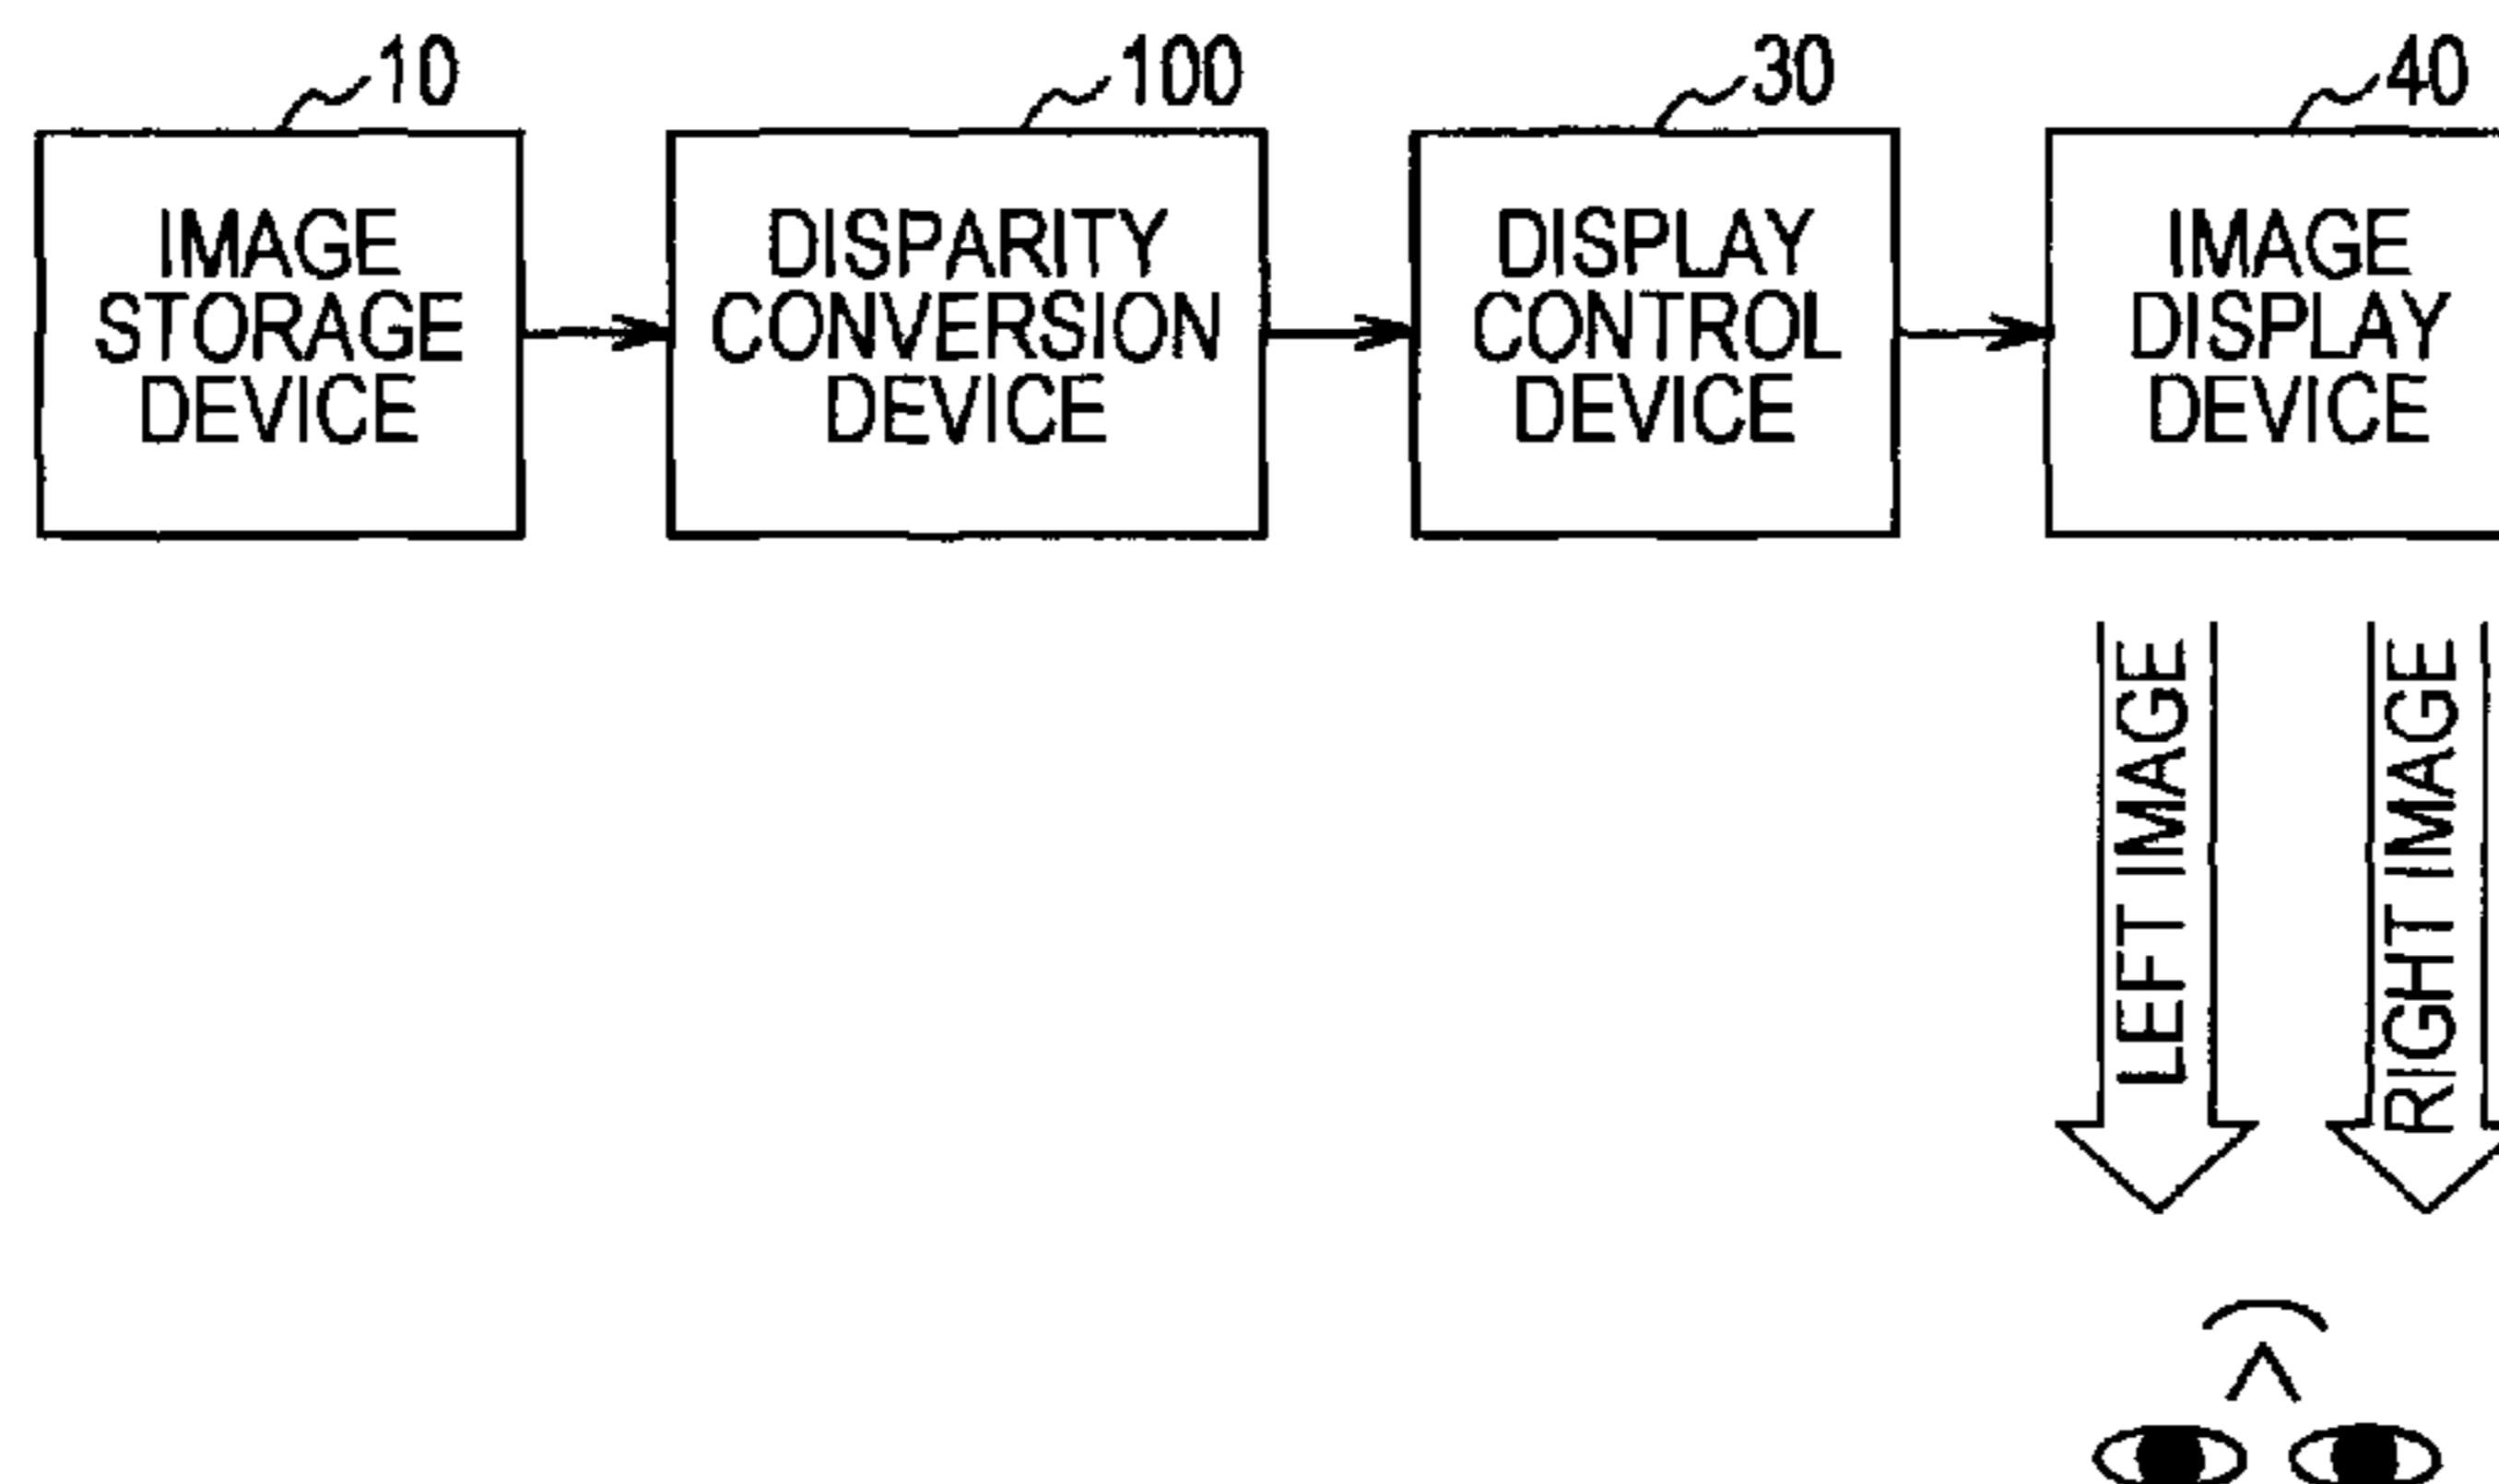 10
100
30
40
IMAGE
STORAGE
DEVICE
DISPARITY
CONVERSION
DEVICE
DISPLAY
CONTROL
DEVICE
IMAGE
DISPLAY
DEVICE
LEFT IMAGE
RIGHT IMAGE